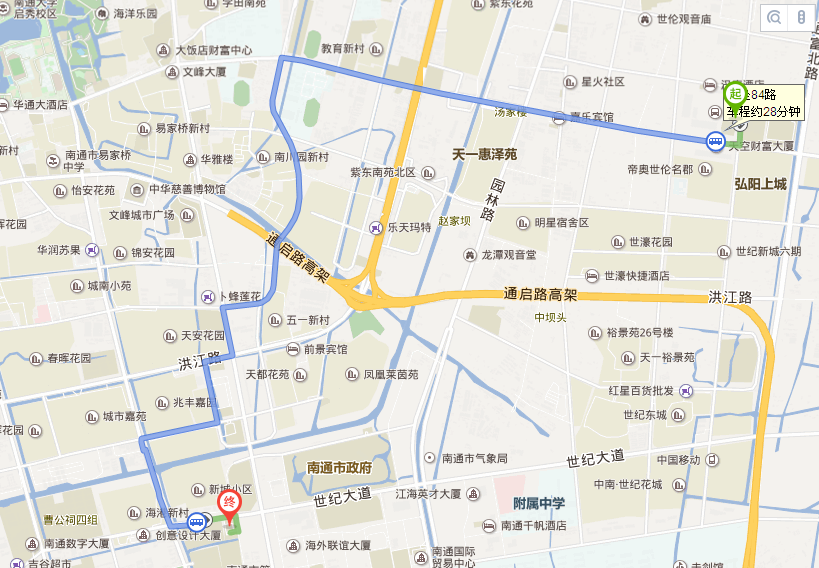 南通大学
启秀校区
海洋乐园
学田南苑
紫东花苑
世伦观音庙
大饭店财富中心
教育新村
文峰大厦
星火社区
华通大酒店
汤家楼
喜乐宾馆
起
84路
车程约28分钟
易家桥新村
天空财富大厦
南通市易家桥
中学
华雅楼
南川园新村
天一惠泽苑
紫东南苑北区
帝奥世伦名郡
弘阳上城
怡安花苑
中华慈善博物馆
园林路
文峰城市广场
乐天玛特
赵家坝
明星宿舍区
世濠花园
华润苏果
锦安花园
通启路高架
龙潭观音堂
世纪新城六期
世濠快捷酒店
城南小苑
卜蜂莲花
通启路高架
洪江路
五一新村
中坝头
天安花园
裕景苑26号楼
春晖花园
洪江路
前景宾馆
天一裕景苑
天都花苑
凤凰莱茵苑
红星百货批发
兆丰嘉园
城市嘉苑
世纪东城
南通市政府
南通市气象局
世纪大道
中国移动
新城小区
世纪大道
江海英才大厦
中南·世纪花城
终
附属中学
曹公祠四组
海港新村
南通千帆酒店
创意设计大厦
南通数字大厦
海外联谊大厦
南通国际
贸易中心
吉谷超市